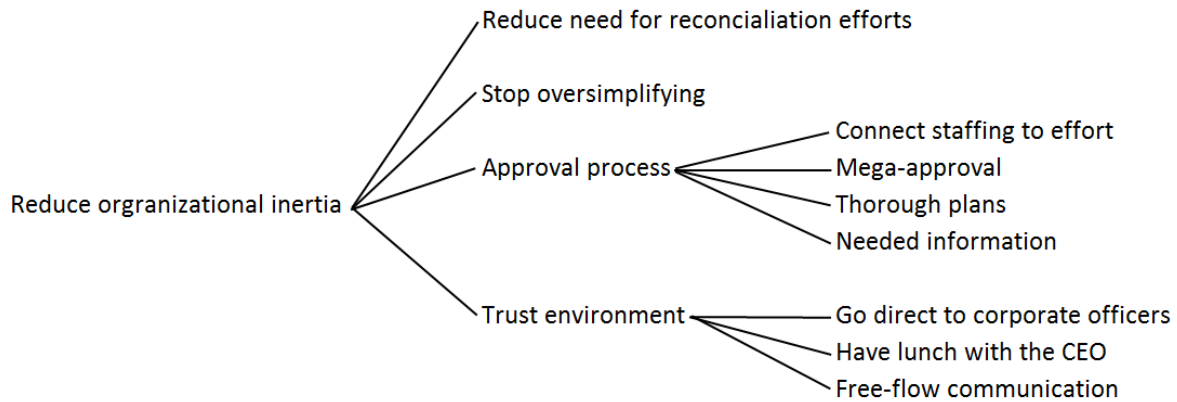 Reduce need for reconcialiation efforts
Stop oversimplifying
Connect staffing to effort
Approval process
Mega-approval
Reduce orgranizational inertia
Thorough plans
Needed information
Trust environment
Go direct to corporate officers
Have lunch with the CEO
Free-flow communication